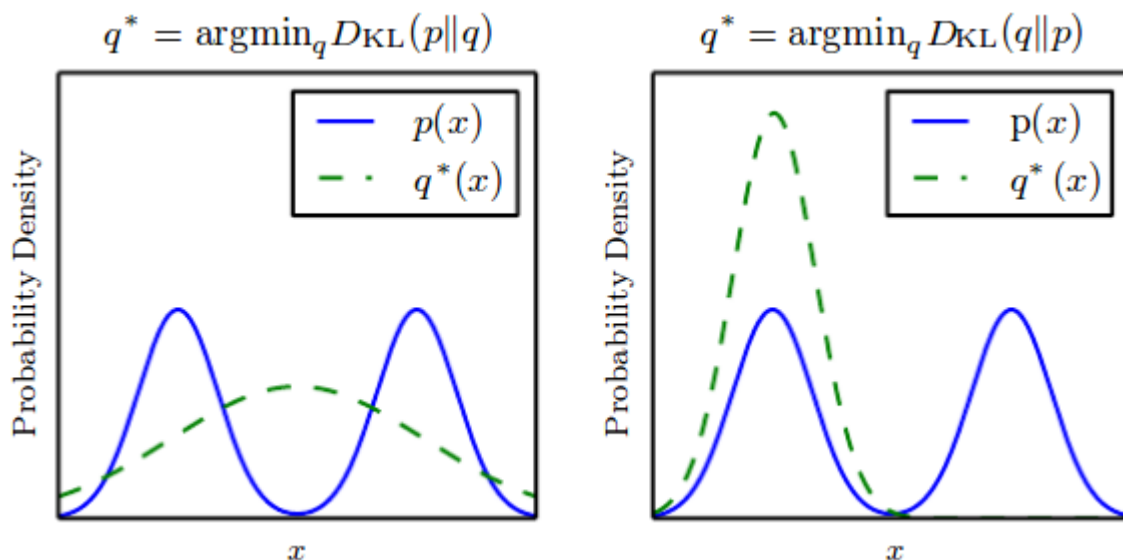 q* = argmin_q D_KL(p‖q)
p(x)
q*(x)
Probability Density
x
q* = argmin_q D_KL(q‖p)
p(x)
q*(x)
Probability Density
x